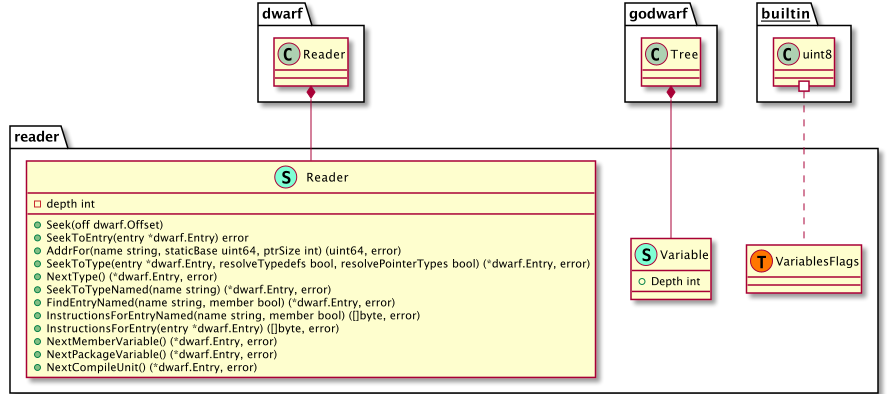 dwarf
C Reader
godwarf
C Tree
builtin
C uint8
reader
S Reader
depth int
Seek(off dwarf.Offset)
SeekToEntry(entry *dwarf.Entry) error
AddrFor(name string, staticBase uint64, ptrSize int) (uint64, error)
SeekToType(entry *dwarf.Entry, resolveTypedefs bool, resolvePointerTypes bool) (*dwarf.Entry, error)
NextType() (*dwarf.Entry, error)
SeekToTypeNamed(name string) (*dwarf.Entry, error)
FindEntryNamed(name string, member bool) (*dwarf.Entry, error)
InstructionsForEntryNamed(name string, member bool) ([]byte, error)
InstructionsForEntry(entry *dwarf.Entry) ([]byte, error)
NextMemberVariable() (*dwarf.Entry, error)
NextPackageVariable() (*dwarf.Entry, error)
NextCompileUnit() (*dwarf.Entry, error)
S Variable
Depth int
T VariablesFlags